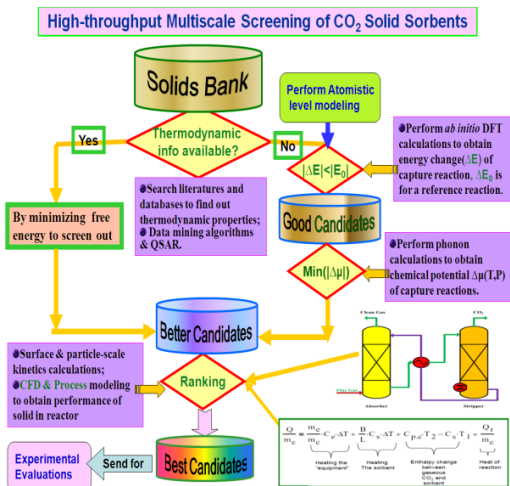 High-throughput Multiscale Screening of CO₂ Solid Sorbents
Solids Bank
Perform Atomistic
level modeling
Thermodynamic
info available?
Yes
No
|ΔE|<|E₀|
Perform ab initio DFT
calculations to obtain
energy change(ΔE) of
capture reaction, ΔE₀ is
for a reference reaction.
Search literatures and
databases to find out
thermodynamic properties;
Data mining algorithms
& QSAR.
By minimizing free
energy to screen out
Good Candidates
Min(|Δμ|)
Perform phonon
calculations to obtain
chemical potential Δμ(T,P)
of capture reactions.
Better Candidates
Clean Gas
CO₂
Flue Gas
Absorber
Stripper
Surface & particle-scale
kinetics calculations;
CFD & Process modeling
to obtain performance of
solid in reactor
Ranking
Experimental
Evaluations
Send for
Best Candidates
Heating the
"equipment"
Heating
The sorbent
Enthalpy change
between
gaseous
CO₂ and
sorbent
Heat of
reaction